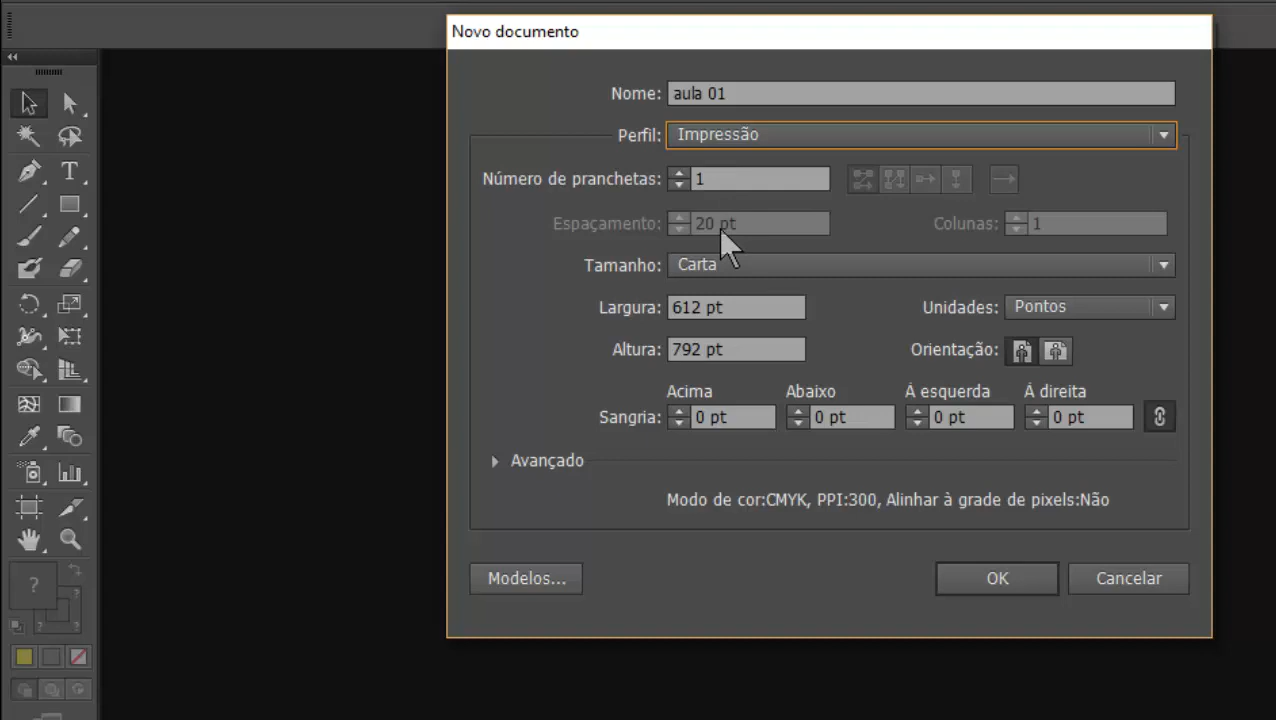 Novo documento
Nome: aula 01
Perfil: Impressão
Número de pranchetas: 1
Espaçamento: 20 pt Colunas: 1
Tamanho: Carta
Largura: 612 pt Unidades: Pontos
Altura: 792 pt Orientação:
Acima Abaixo À esquerda À direita
Sangria: 0 pt 0 pt 0 pt 0 pt
Avançado
Modo de cor:CMYK, PPI:300, Alinhar à grade de pixels:Não
Modelos... OK Cancelar